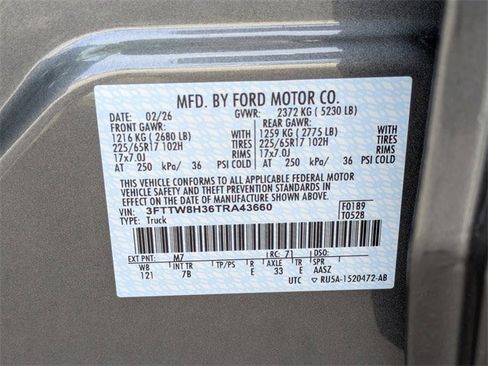 MFD. BY FORD MOTOR CO.
DATE: 02/26 GVWR: 2372 KG ( 5230 LB)
FRONT GAWR: REAR GAWR:
1216 KG ( 2680 LB) 1259 KG ( 2775 LB)
225/65R17 102H TIRES 225/65R17 102H TIRES
17x7.0J RIMS 17x7.0J RIMS
AT 250 kPa/ 36 PSI COLD AT 250 kPa/ 36 PSI COLD
THIS VEHICLE CONFORMS TO ALL APPLICABLE FEDERAL MOTOR
VEHICLE SAFETY AND THEFT PREVENTION STANDARDS IN EFFECT ON
THE DATE OF MANUFACTURE SHOWN ABOVE.
VIN: 3FTTW8H36TRA43660 F0189
TYPE: Truck T052B
EXT PNT: M7 RC: 71 DSO:
WB INT TR TP/PS R AXLE TR SPR
121 7B E 33 E AASZ
UTC ▽ RU5A-1520472-AB